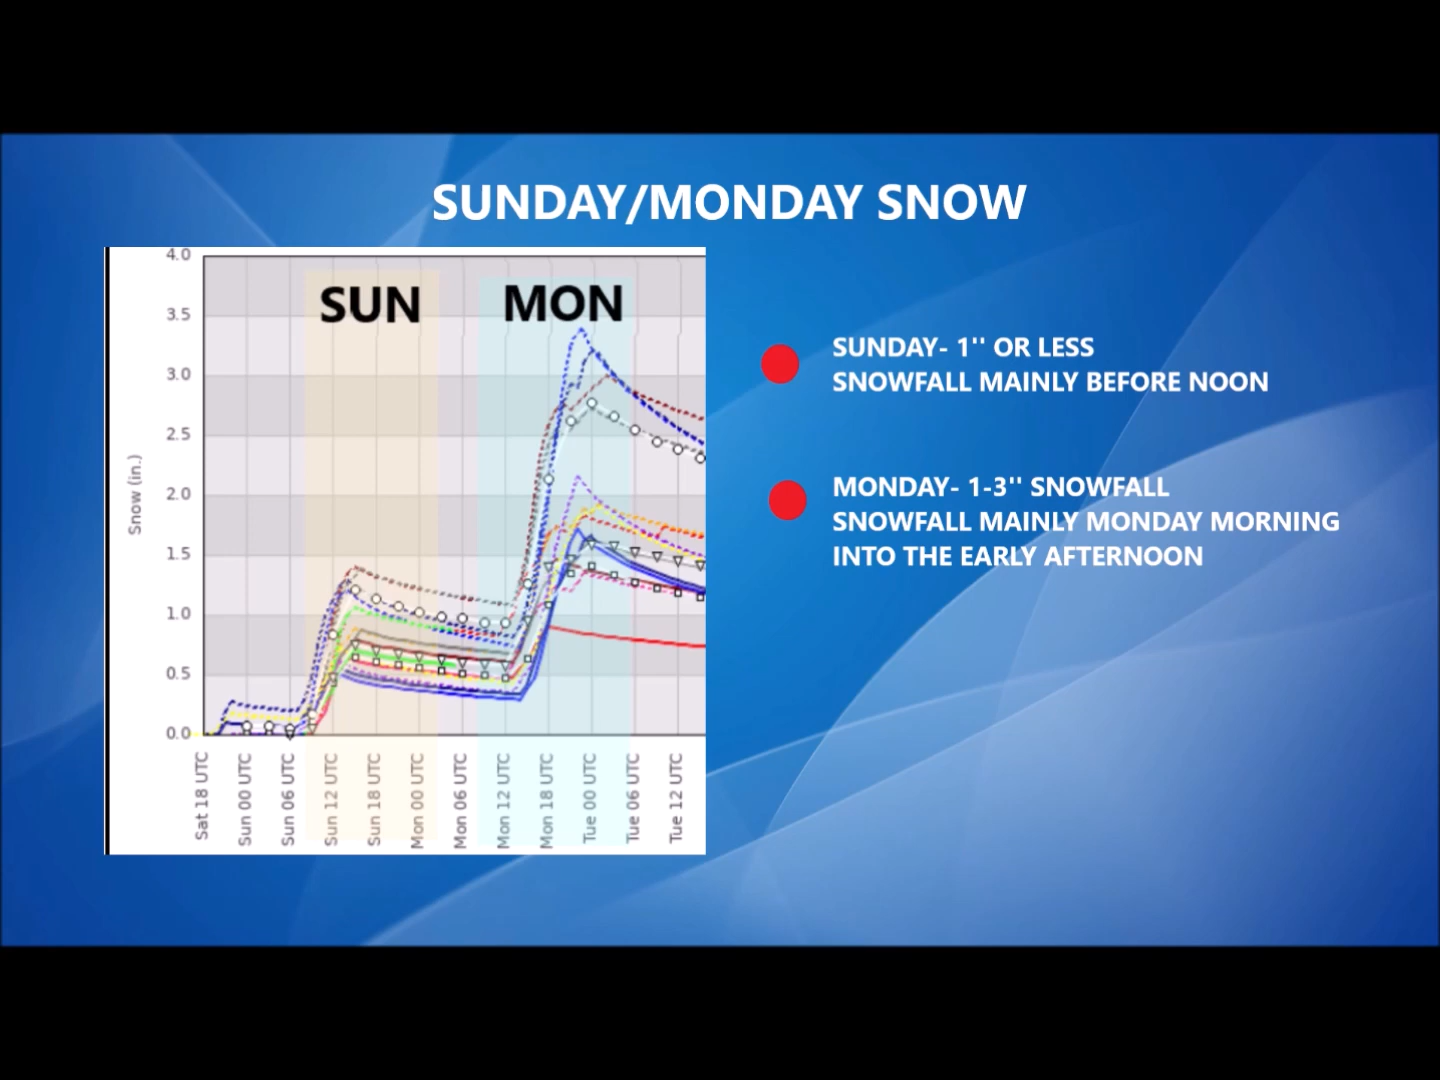 SUNDAY/MONDAY SNOW
4.0
3.5
3.0
2.5
2.0
1.5
1.0
0.5
0.0
Snow (in.)
SUN
MON
Sat 18 UTC
Sun 00 UTC
Sun 06 UTC
Sun 12 UTC
Sun 18 UTC
Mon 00 UTC
Mon 06 UTC
Mon 12 UTC
Mon 18 UTC
Tue 00 UTC
Tue 06 UTC
Tue 12 UTC
SUNDAY- 1'' OR LESS
SNOWFALL MAINLY BEFORE NOON
MONDAY- 1-3'' SNOWFALL
SNOWFALL MAINLY MONDAY MORNING
INTO THE EARLY AFTERNOON